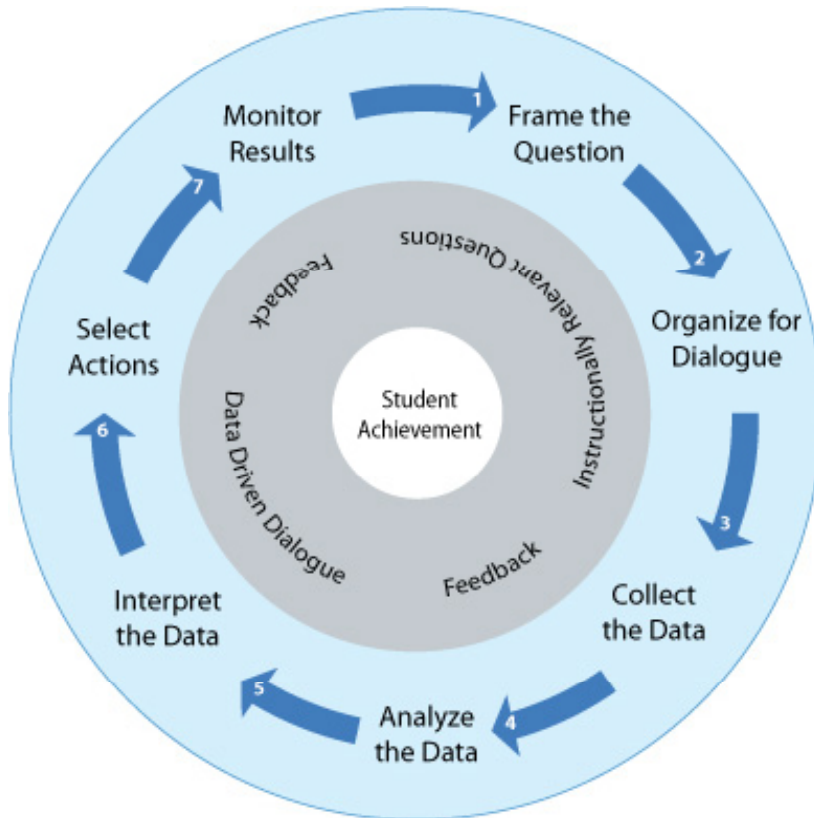 1
Frame the
Question
2
Organize for
Dialogue
3
Collect
the Data
4
Analyze
the Data
5
Interpret
the Data
6
Select
Actions
7
Monitor
Results
Instructionally Relevant Questions
Feedback
Data Driven Dialogue
Feedback
Student
Achievement